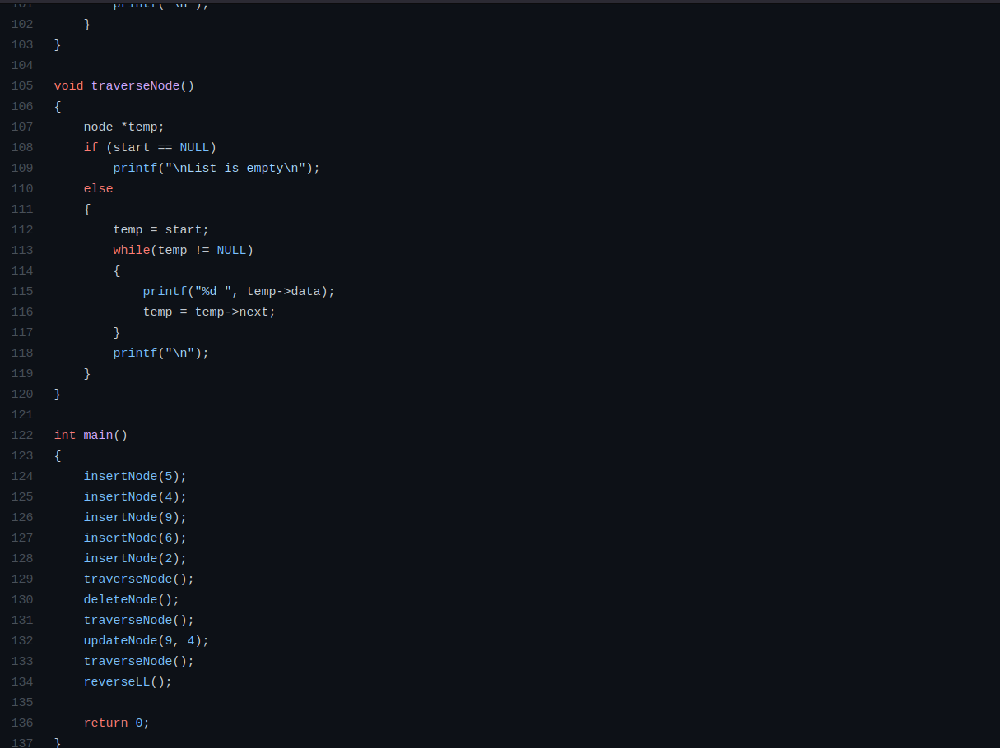 101         printf("\n");
102     }
103 }
104
105 void traverseNode()
106 {
107     node *temp;
108     if (start == NULL)
109         printf("\nList is empty\n");
110     else
111     {
112         temp = start;
113         while(temp != NULL)
114         {
115             printf("%d ", temp->data);
116             temp = temp->next;
117         }
118         printf("\n");
119     }
120 }
121
122 int main()
123 {
124     insertNode(5);
125     insertNode(4);
126     insertNode(9);
127     insertNode(6);
128     insertNode(2);
129     traverseNode();
130     deleteNode();
131     traverseNode();
132     updateNode(9, 4);
133     traverseNode();
134     reverseLL();
135
136     return 0;
137 }